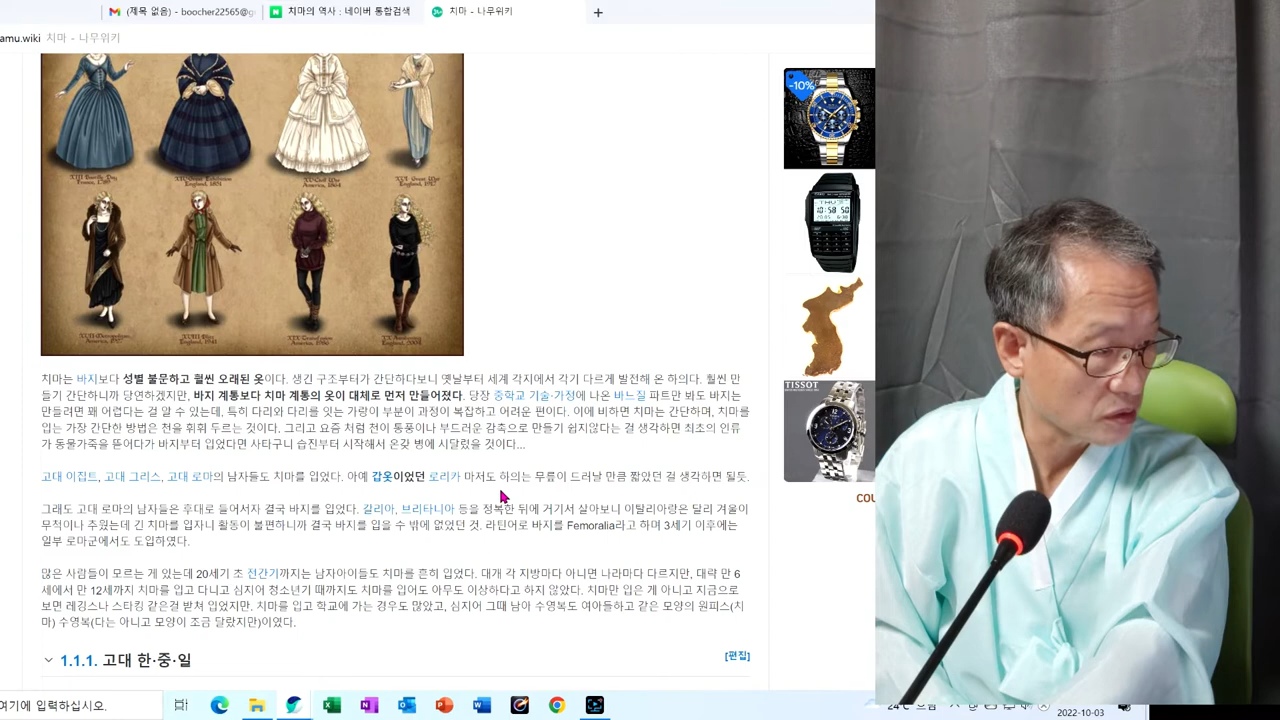 (제목 없음) - boocher22565@g
치마의 역사 : 네이버 통합검색
치마 - 나무위키
amu.wiki 치마 - 나무위키
-10%
TISSOT
COU
치마는 바지보다 성별 불문하고 훨씬 오래된 옷이다. 생긴 구조부터가 간단하다보니 옛날부터 세계 각지에서 각기 다르게 발전해 온 하의다. 훨씬 만
들기 간단하니까 당연하겠지만. 바지 계통보다 치마 계통의 옷이 대체로 먼저 만들어졌다. 당장 중학교 기술·가정에 나온 바느질 파트만 봐도 바지는
만들려면 꽤 어렵다는 걸 알 수 있는데, 특히 다리와 다리를 잇는 가랑이 부분이 과정이 복잡하고 어려운 편이다. 이에 비하면 치마는 간단하며, 치마를
입는 가장 간단한 방법은 천을 휘휘 두르는 것이다. 그리고 요즘 처럼 천이 통풍이나 부드러운 감촉으로 만들기 쉽지않다는 걸 생각하면 최초의 인류
가 동물가죽을 뜯어다가 바지부터 입었다면 사타구니 습진부터 시작해서 온갖 병에 시달렸을 것이다...
고대 이집트, 고대 그리스, 고대 로마의 남자들도 치마를 입었다. 아예 갑옷이었던 로리카 마저도 하의는 무릎이 드러날 만큼 짧았던 걸 생각하면 될듯.
그래도 고대 로마의 남자들은 후대로 들어서자 결국 바지를 입었다. 갈리아, 브리타니아 등을 정복한 뒤에 거기서 살아보니 이탈리아랑은 달리 겨울이
무척이나 추웠는데 긴 치마를 입자니 활동이 불편하니까 결국 바지를 입을 수 밖에 없었던 것. 라틴어로 바지를 Femoralia라고 하며 3세기 이후에는
일부 로마군에서도 도입하였다.
많은 사람들이 모르는 게 있는데 20세기 초 전간기까지는 남자아이들도 치마를 흔히 입었다. 대개 각 지방마다 아니면 나라마다 다르지만, 대략 만 6
세에서 만 12세까지 치마를 입고 다니고 심지어 청소년기 때까지도 치마를 입어도 아무도 이상하다고 하지 않았다. 치마만 입은 게 아니고 지금으로
보면 레깅스나 스타킹 같은걸 받쳐 입었지만. 치마를 입고 학교에 가는 경우도 많았고, 심지어 그때 남아 수영복도 여아들하고 같은 모양의 원피스(치
마) 수영복(다는 아니고 모양이 조금 달랐지만)이였다.
1.1.1. 고대 한·중·일
[편집]
여기에 입력하십시오.
2022-10-03